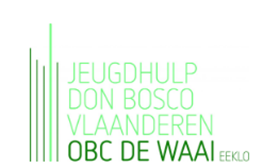 JEUGDHULP
DON BOSCO
VLAANDEREN
OBC DE WAAI EEKLO